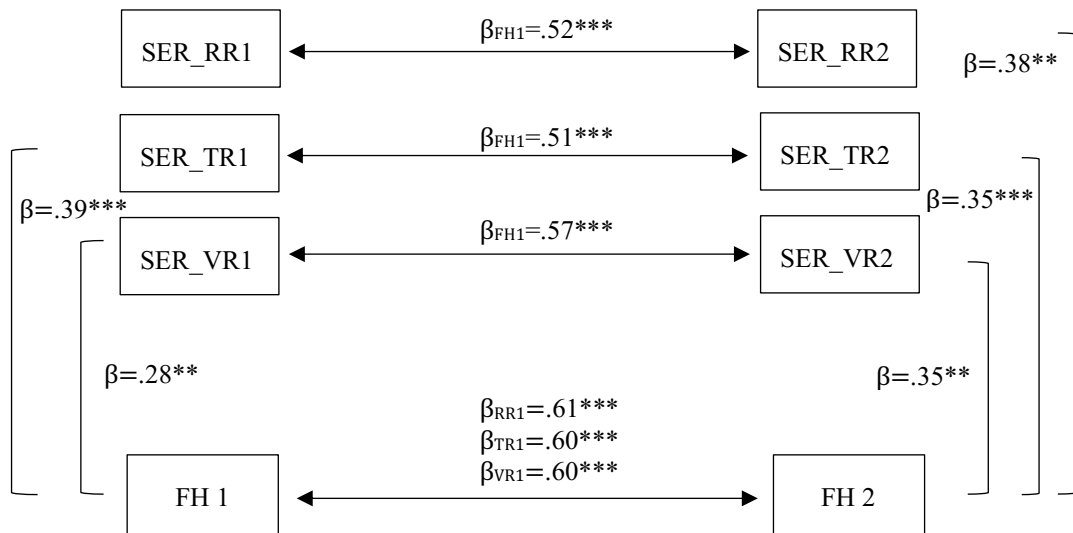 SER_RR1
βFH1=.52***
SER_RR2
β=.38**
SER_TR1
βFH1=.51***
SER_TR2
β=.39***
β=.35***
SER_VR1
βFH1=.57***
SER_VR2
β=.28**
β=.35**
βRR1=.61***
βTR1=.60***
βVR1=.60***
FH 1
FH 2